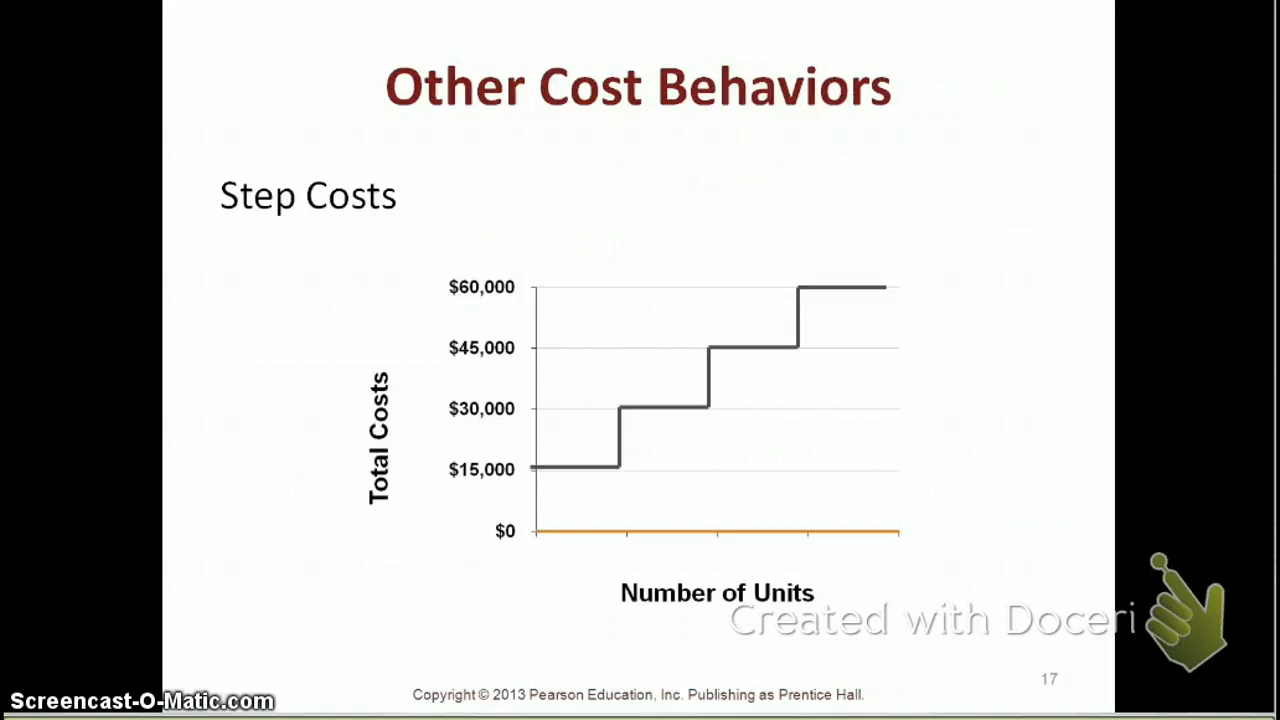 Other Cost Behaviors
Step Costs
$60,000
$45,000
$30,000
$15,000
$0
Total Costs
Number of Units
Created with Doceri
17
Copyright © 2013 Pearson Education, Inc. Publishing as Prentice Hall.
Screencast-O-Matic.com